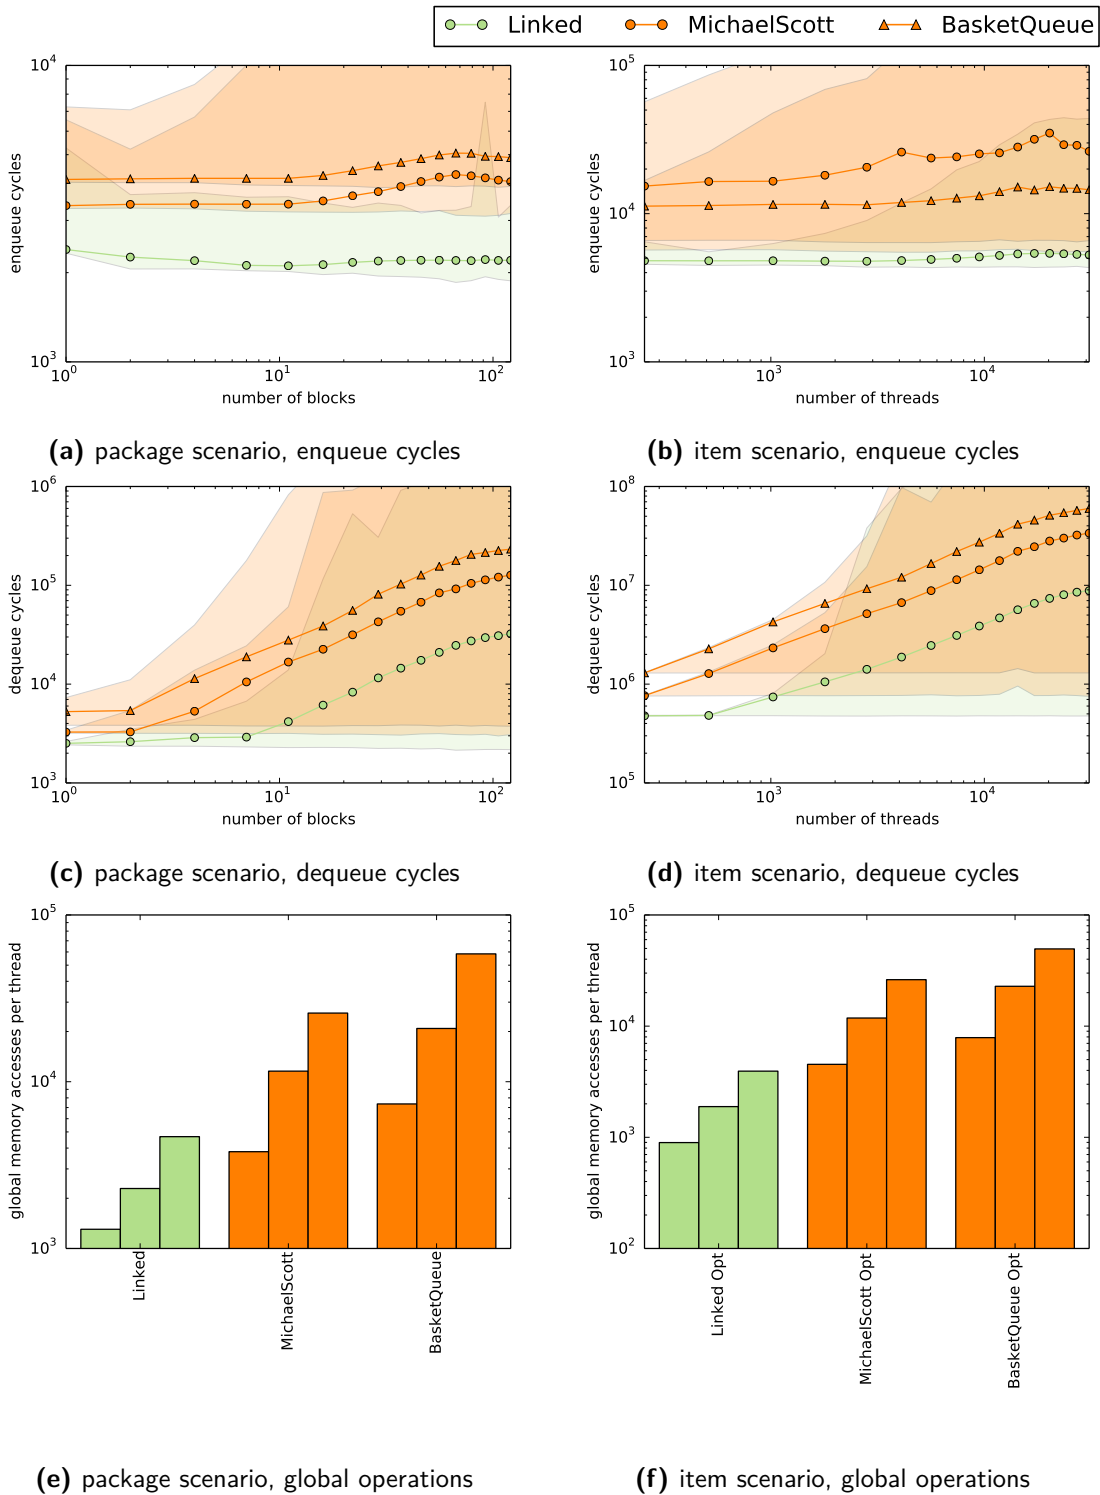 Linked MichaelScott BasketQueue
10^4
10^3
enqueue cycles
10^0 10^1 10^2
number of blocks
(a) package scenario, enqueue cycles
10^5
10^4
10^3
enqueue cycles
10^3 10^4
number of threads
(b) item scenario, enqueue cycles
10^6
10^5
10^4
10^3
dequeue cycles
10^0 10^1 10^2
number of blocks
(c) package scenario, dequeue cycles
10^8
10^7
10^6
10^5
dequeue cycles
10^3 10^4
number of threads
(d) item scenario, dequeue cycles
10^5
10^4
10^3
global memory accesses per thread
Linked
MichaelScott
BasketQueue
(e) package scenario, global operations
10^5
10^4
10^3
10^2
global memory accesses per thread
Linked Opt
MichaelScott Opt
BasketQueue Opt
(f) item scenario, global operations